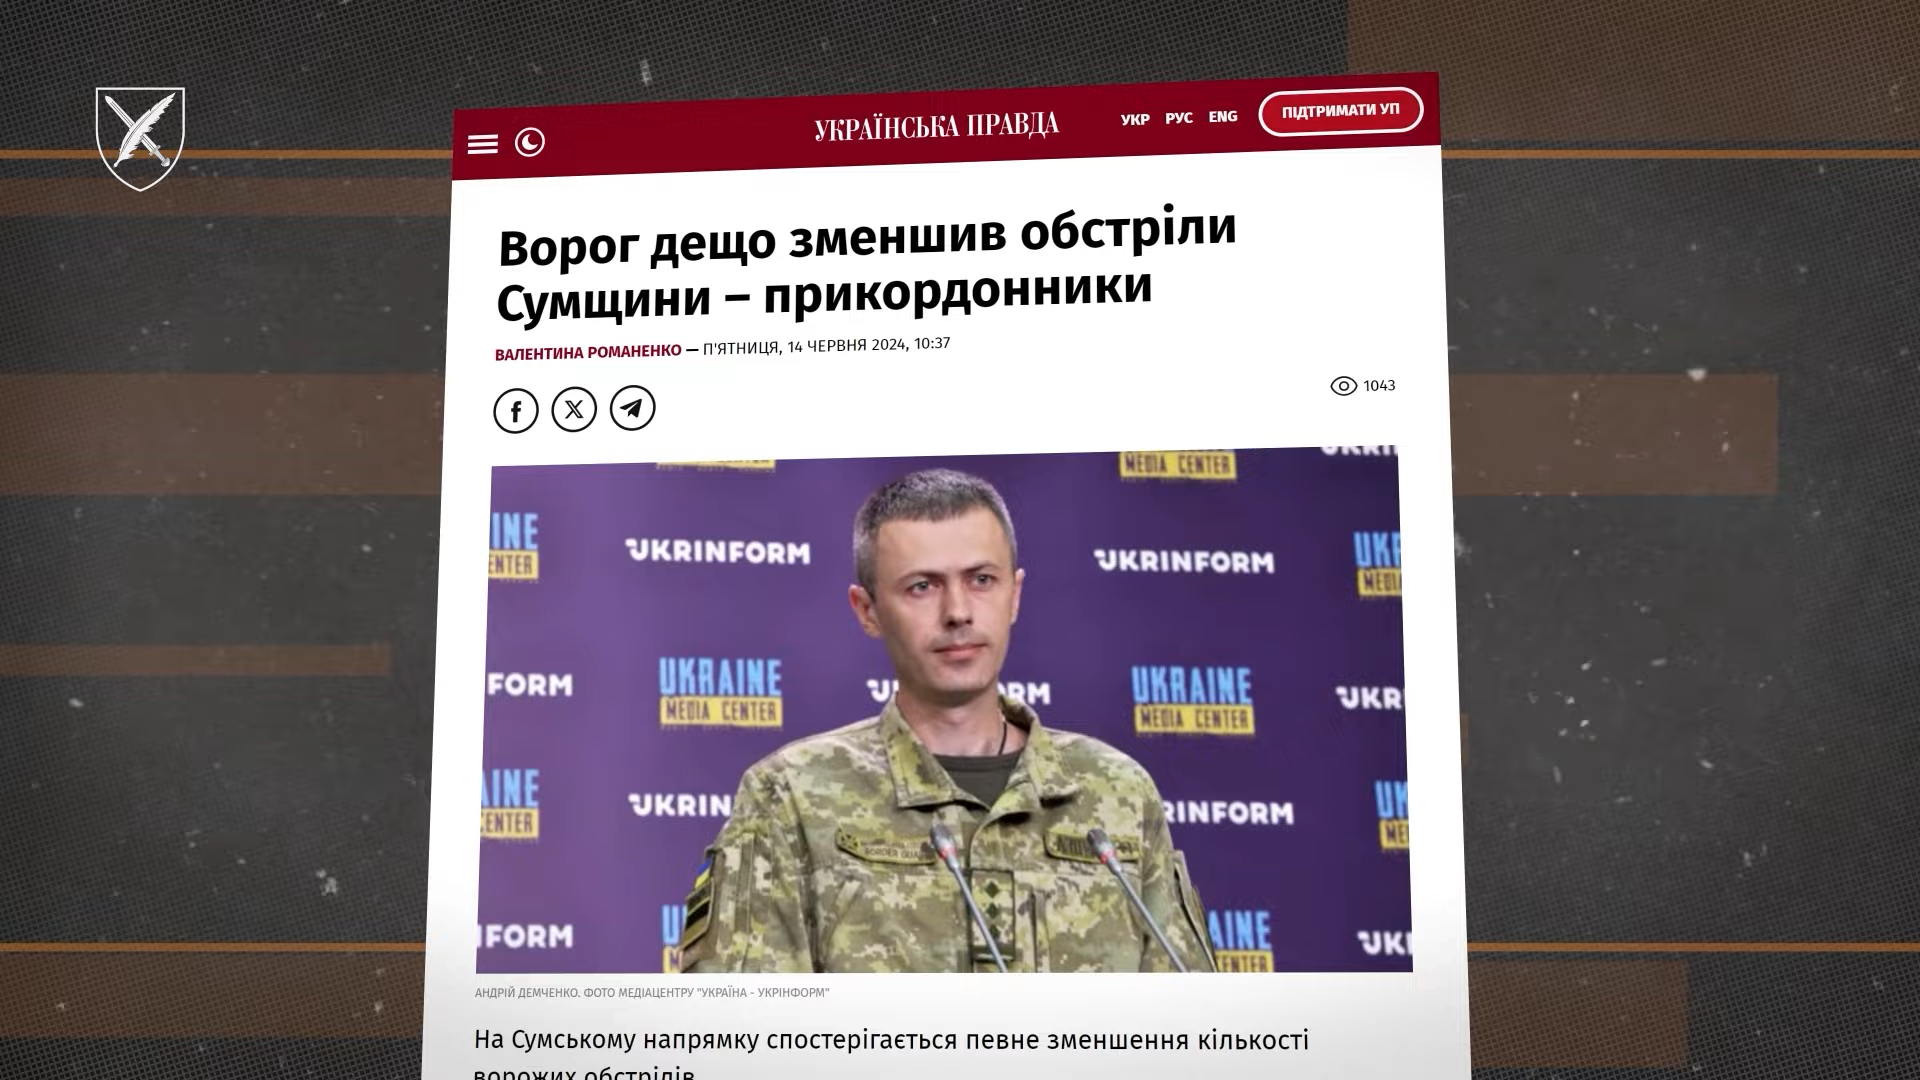 УКРАЇНСЬКА ПРАВДА
УКР РУС ENG
ПІДТРИМАТИ УП
Ворог дещо зменшив обстріли
Сумщини – прикордонники
ВАЛЕНТИНА РОМАНЕНКО — П'ЯТНИЦЯ, 14 ЧЕРВНЯ 2024, 10:37
1043
MEDIA CENTER
UKRINFORM
UKRINFORM
UKRAINE
MEDIA CENTER
UKRAINE
MEDIA CENTER
АНДРІЙ ДЕМЧЕНКО. ФОТО МЕДІАЦЕНТРУ "УКРАЇНА - УКРІНФОРМ"
На Сумському напрямку спостерігається певне зменшення кількості
ворожих обстрілів